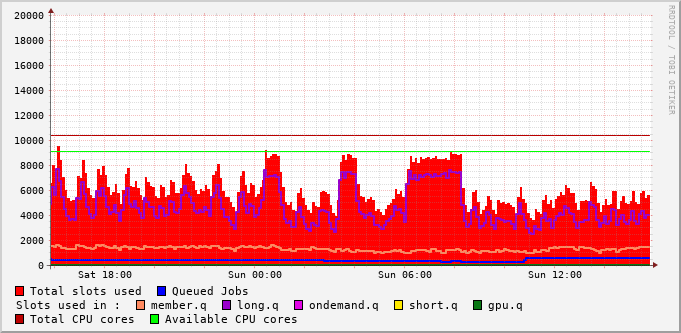 20000
18000
16000
14000
12000
10000
8000
6000
4000
2000
0
Sat 18:00 Sun 00:00 Sun 06:00 Sun 12:00
RRDTOOL / TOBI OETIKER
Total slots used Queued Jobs
Slots used in : member.q long.q ondemand.q short.q gpu.q
Total CPU cores Available CPU cores